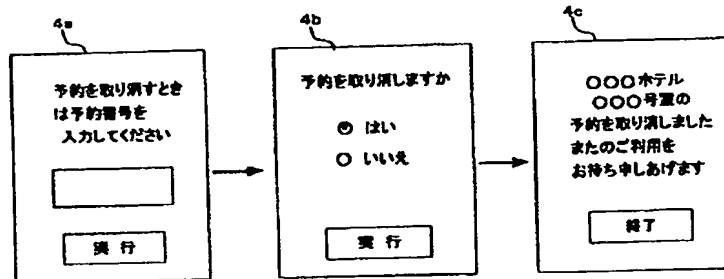 4a
予約を取り消すとき
は予約番号を
入力してください
実行
4b
予約を取り消しますか
はい
いいえ
実行
4c
○○○ホテル
○○○号室の
予約を取り消しました
またのご利用を
お待ち申しあげます
終了